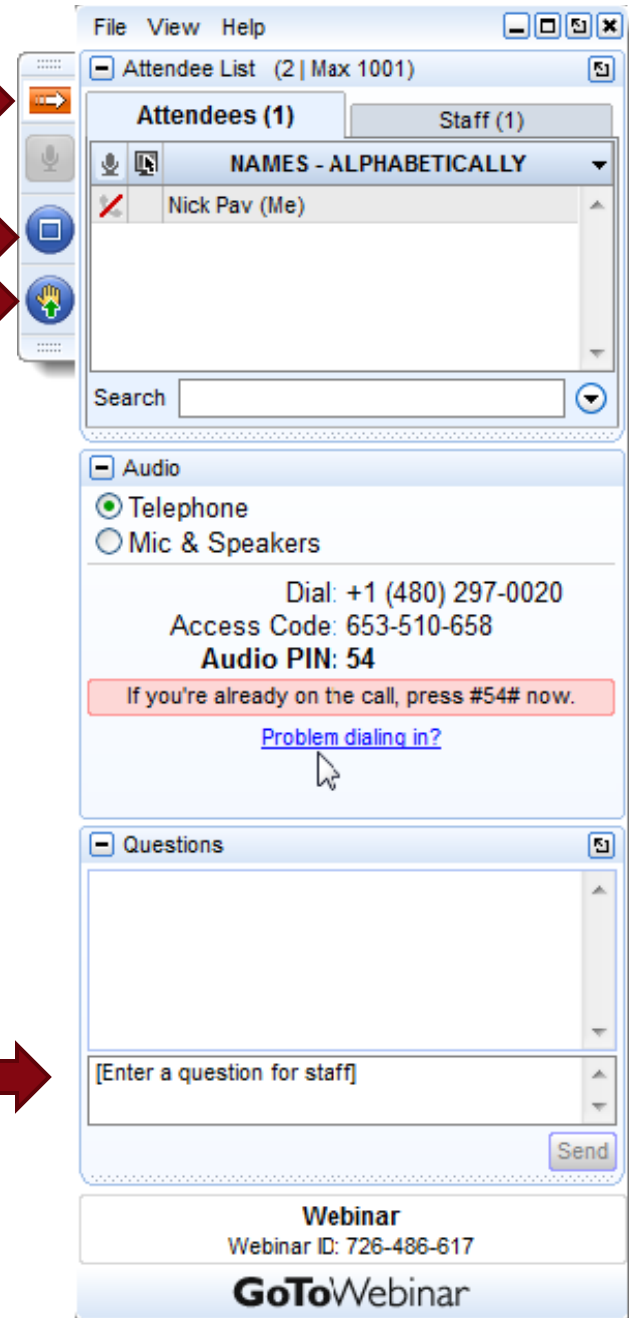 File View Help
Attendee List (2 | Max 1001)
Attendees (1) Staff (1)
NAMES - ALPHABETICALLY
Nick Pav (Me)
Search
Audio
Telephone
Mic & Speakers
Dial: +1 (480) 297-0020
Access Code: 653-510-658
Audio PIN: 54
If you're already on the call, press #54# now.
Problem dialing in?
Questions
[Enter a question for staff]
Send
Webinar
Webinar ID: 726-486-617
GoToWebinar